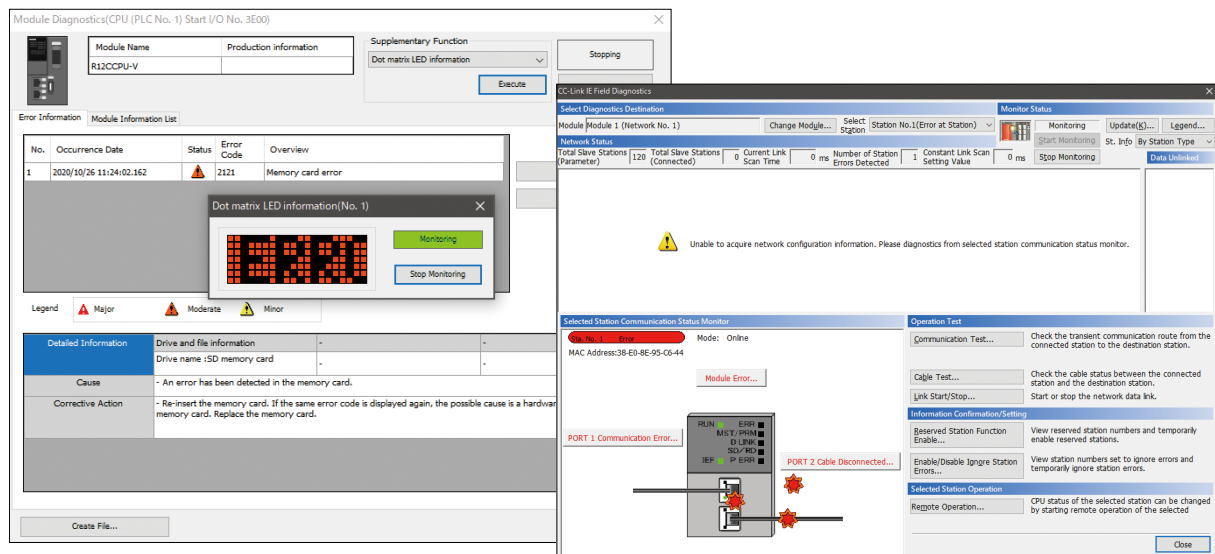 Module Diagnostics(CPU (PLC No. 1) Start I/O No. 3E00)
Module Name
Production information
R12CCPU-V
Supplementary Function
Dot matrix LED information
Execute
Stopping
Error Information
Module Information List
No.
Occurrence Date
Status
Error Code
Overview
1
2020/10/26 11:24:02.162
2121
Memory card error
Dot matrix LED information(No. 1)
Monitoring
Stop Monitoring
Legend
Major
Moderate
Minor
Detailed Information
Drive and file information
-
-
Drive name :SD memory card
-
-
Cause
- An error has been detected in the memory card.
Corrective Action
- Re-insert the memory card. If the same error code is displayed again, the possible cause is a hardwar
memory card. Replace the memory card.
Create File...
CC-Link IE Field Diagnostics
Select Diagnostics Destination
Monitor Status
Module
Module 1 (Network No. 1)
Change Module...
Select Station
Station No.1(Error at Station)
Monitoring
Update(K)...
Legend...
Network Status
Start Monitoring
St. Info
By Station Type
Total Slave Stations (Parameter)
120
Total Slave Stations (Connected)
0
Current Link Scan Time
0 ms
Number of Station Errors Detected
1
Constant Link Scan Setting Value
0 ms
Stop Monitoring
Data Unlinked
Unable to acquire network configuration information. Please diagnostics from selected station communication status monitor.
Selected Station Communication Status Monitor
Sta. No. 1 Error
Mode: Online
MAC Address:38-E0-8E-95-C6-44
Module Error...
PORT 1 Communication Error...
RUN
ERR
MST/PRM
D LINK
SD/RD
IEF
P ERR
PORT 2 Cable Disconnected...
Operation Test
Communication Test...
Check the transient communication route from the
connected station to the destination station.
Cable Test...
Check the cable status between the connected
station and the destination station.
Link Start/Stop...
Start or stop the network data link.
Information Confirmation/Setting
Reserved Station Function
Enable...
View reserved station numbers and temporarily
enable reserved stations.
Enable/Disable Ignore Station
Errors...
View station numbers set to ignore errors and
temporarily ignore station errors.
Selected Station Operation
Remote Operation...
CPU status of the selected station can be changed
by starting remote operation of the selected
Close